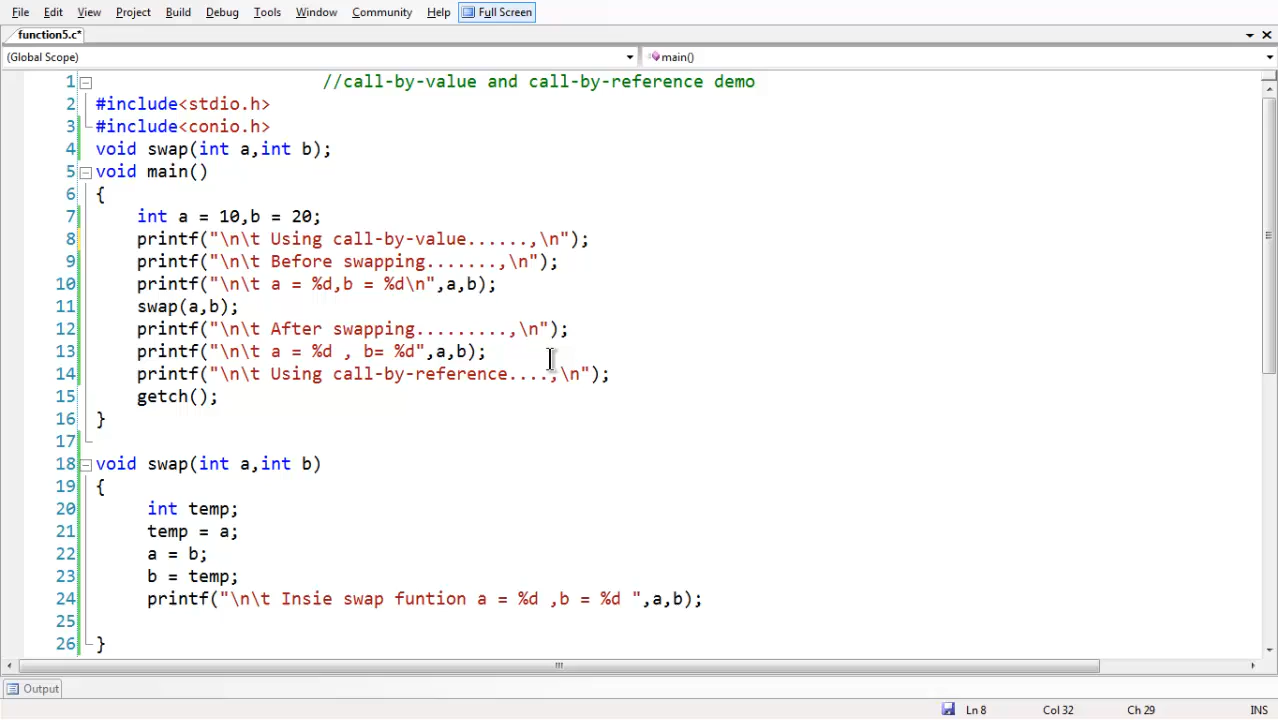 File Edit View Project Build Debug Tools Window Community Help Full Screen
function5.c*
(Global Scope) main()
1 //call-by-value and call-by-reference demo
2 #include<stdio.h>
3 #include<conio.h>
4 void swap(int a,int b);
5 void main()
6 {
7 int a = 10,b = 20;
8 printf("\n\t Using call-by-value......,\n");
9 printf("\n\t Before swapping.......,\n");
10 printf("\n\t a = %d,b = %d\n",a,b);
11 swap(a,b);
12 printf("\n\t After swapping.........,\n");
13 printf("\n\t a = %d , b= %d",a,b);
14 printf("\n\t Using call-by-reference....,\n");
15 getch();
16 }
17
18 void swap(int a,int b)
19 {
20 int temp;
21 temp = a;
22 a = b;
23 b = temp;
24 printf("\n\t Insie swap funtion a = %d ,b = %d ",a,b);
25
26 }
Output
Ln 8 Col 32 Ch 29 INS